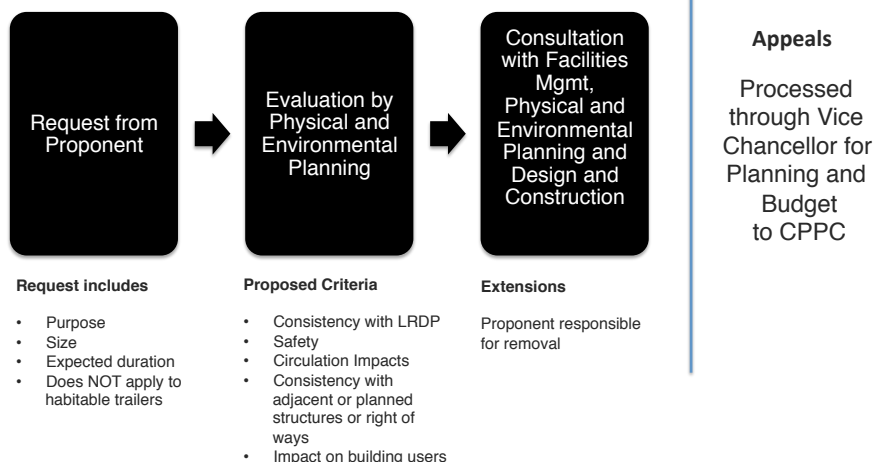 Request from
Proponent
Evaluation by
Physical and
Environmental
Planning
Consultation
with Facilities
Mgmt,
Physical and
Environmental
Planning and
Design and
Construction
Request includes
• Purpose
• Size
• Expected duration
• Does NOT apply to
habitable trailers
Proposed Criteria
• Consistency with LRDP
• Safety
• Circulation Impacts
• Consistency with
adjacent or planned
structures or right of
ways
• Impact on building users
Extensions
Proponent responsible
for removal
Appeals
Processed
through Vice
Chancellor for
Planning and
Budget
to CPPC